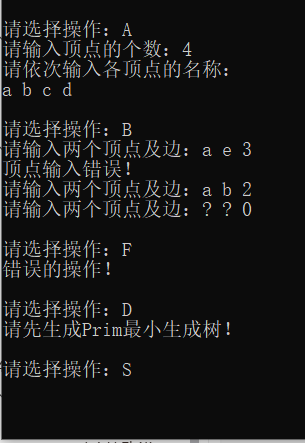 请选择操作：A
请输入顶点的个数：4
请依次输入各顶点的名称：
a b c d
请选择操作：B
请输入两个顶点及边：a e 3
顶点输入错误！
请输入两个顶点及边：a b 2
请输入两个顶点及边：? ? 0
请选择操作：F
错误的操作！
请选择操作：D
请先生成Prim最小生成树！
请选择操作：S